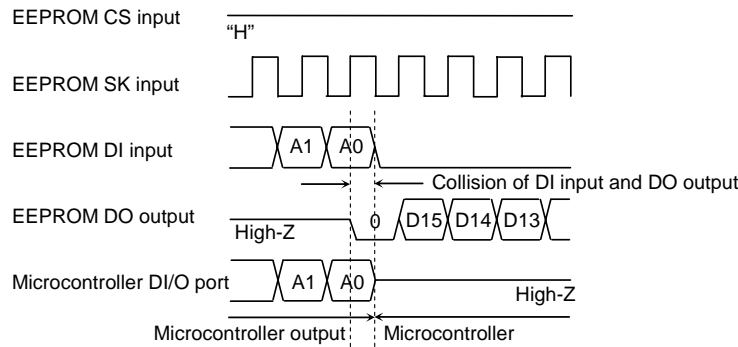 EEPROM CS input
“H”
EEPROM SK input
EEPROM DI input
A1 A0
Collision of DI input and DO output
EEPROM DO output
High-Z
0 D15 D14 D13
Microcontroller DI/O port
A1 A0
High-Z
Microcontroller output Microcontroller